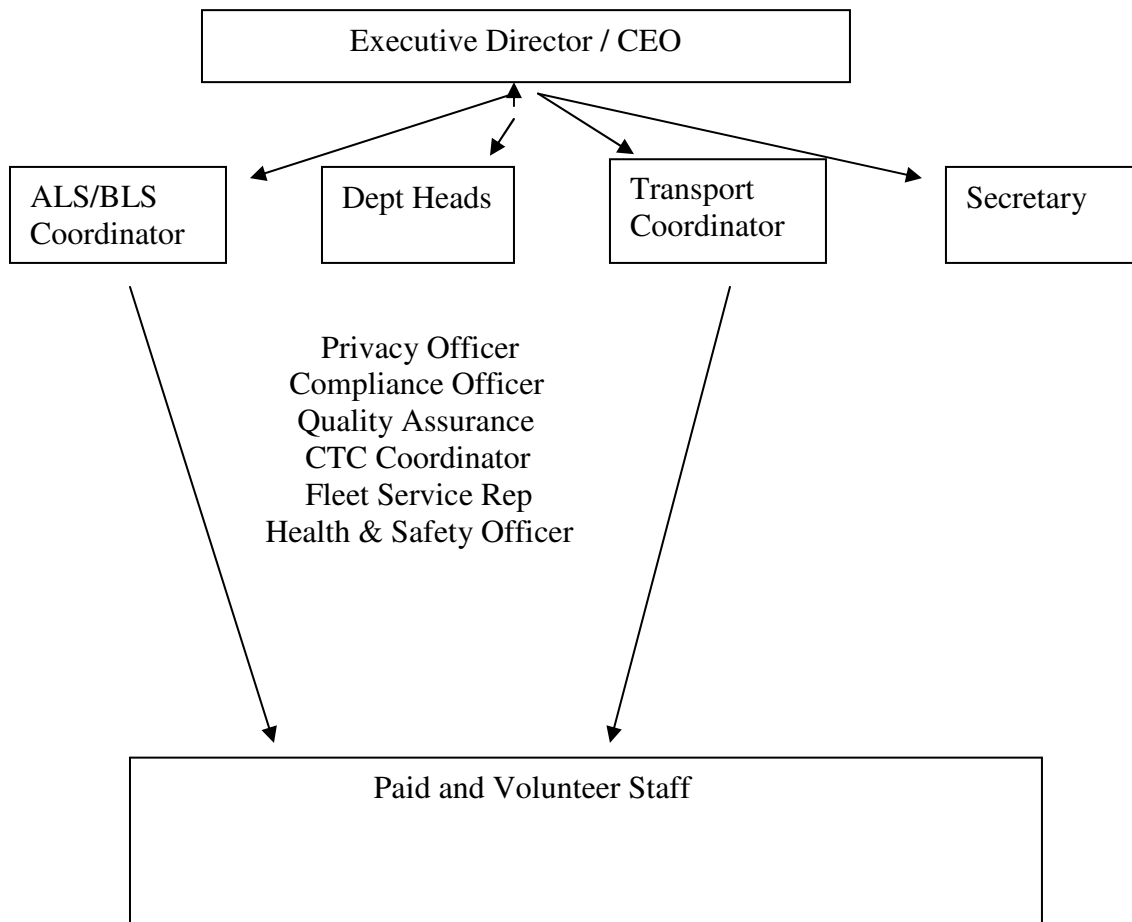 Executive Director / CEO
ALS/BLS
Coordinator
Dept Heads
Transport
Coordinator
Secretary
Privacy Officer
Compliance Officer
Quality Assurance
CTC Coordinator
Fleet Service Rep
Health & Safety Officer
Paid and Volunteer Staff